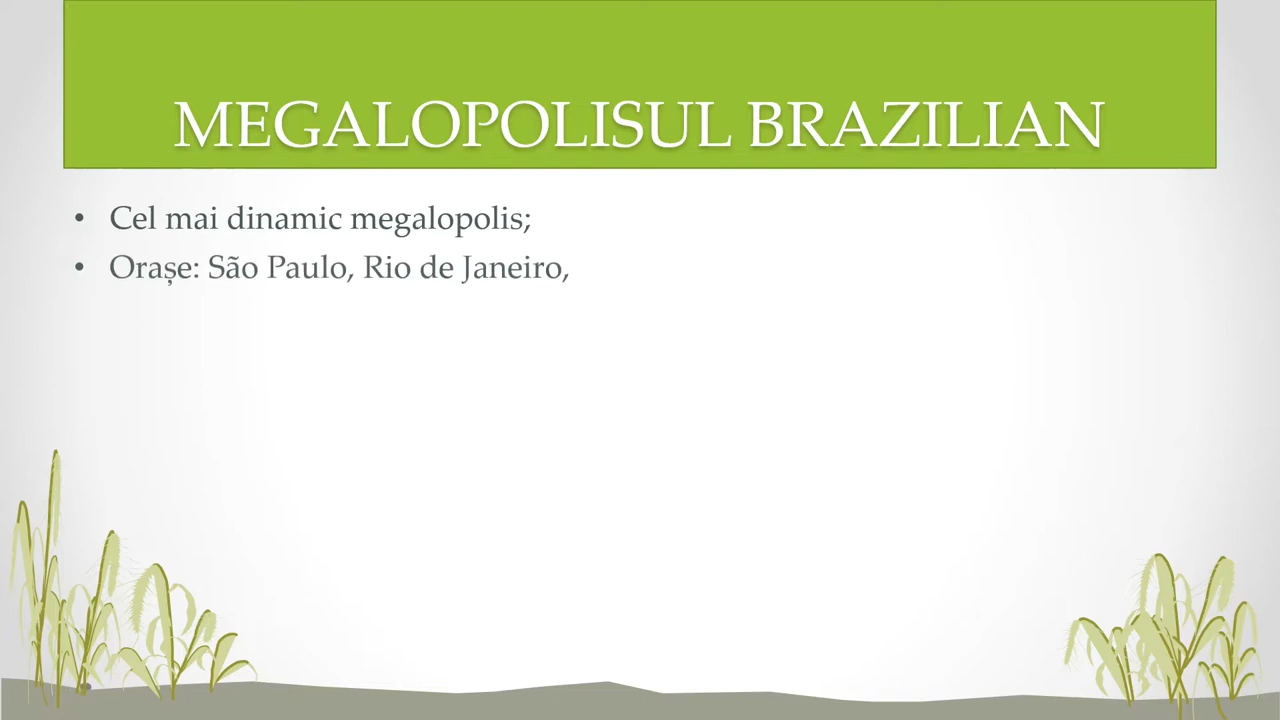 MEGALOPOLISUL BRAZILIAN
• Cel mai dinamic megalopolis;
• Orașe: São Paulo, Rio de Janeiro,